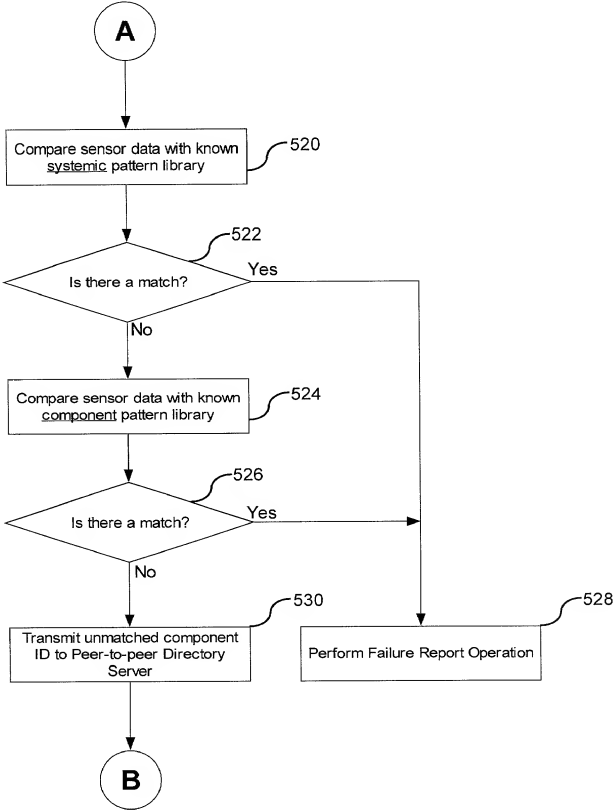 A
Compare sensor data with known
systemic pattern library
520
522
Is there a match?
Yes
No
Compare sensor data with known
component pattern library
524
526
Is there a match?
Yes
No
530
Transmit unmatched component
ID to Peer-to-peer Directory
Server
528
Perform Failure Report Operation
B